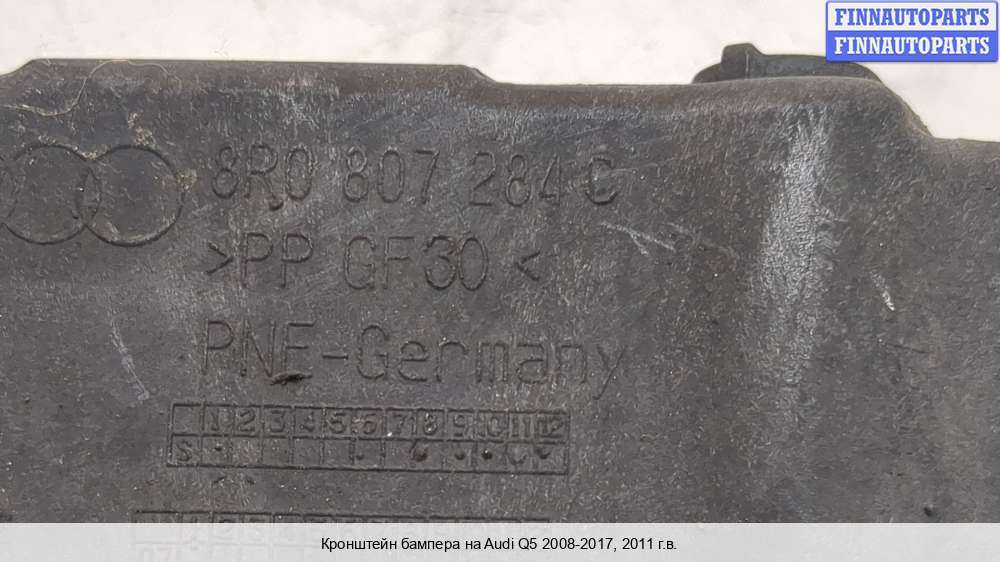 FINNAUTOPARTS
FINNAUTOPARTS
8R0 807 284 C
>PP GF30<
PNE-Germany
1 2 3 4 5 6 7 8 9 10 11 12
S
Кронштейн бампера на Audi Q5 2008-2017, 2011 г.в.